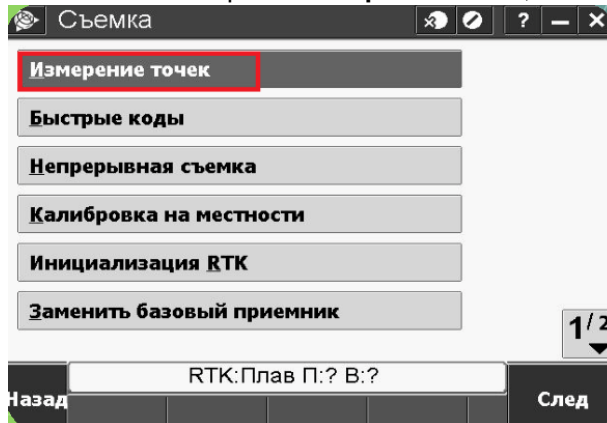 Съемка ? – ×
Измерение точек
Быстрые коды
Непрерывная съемка
Калибровка на местности
Инициализация RTK
Заменить базовый приемник
1/2
RTK:Плав П:? В:?
Назад След